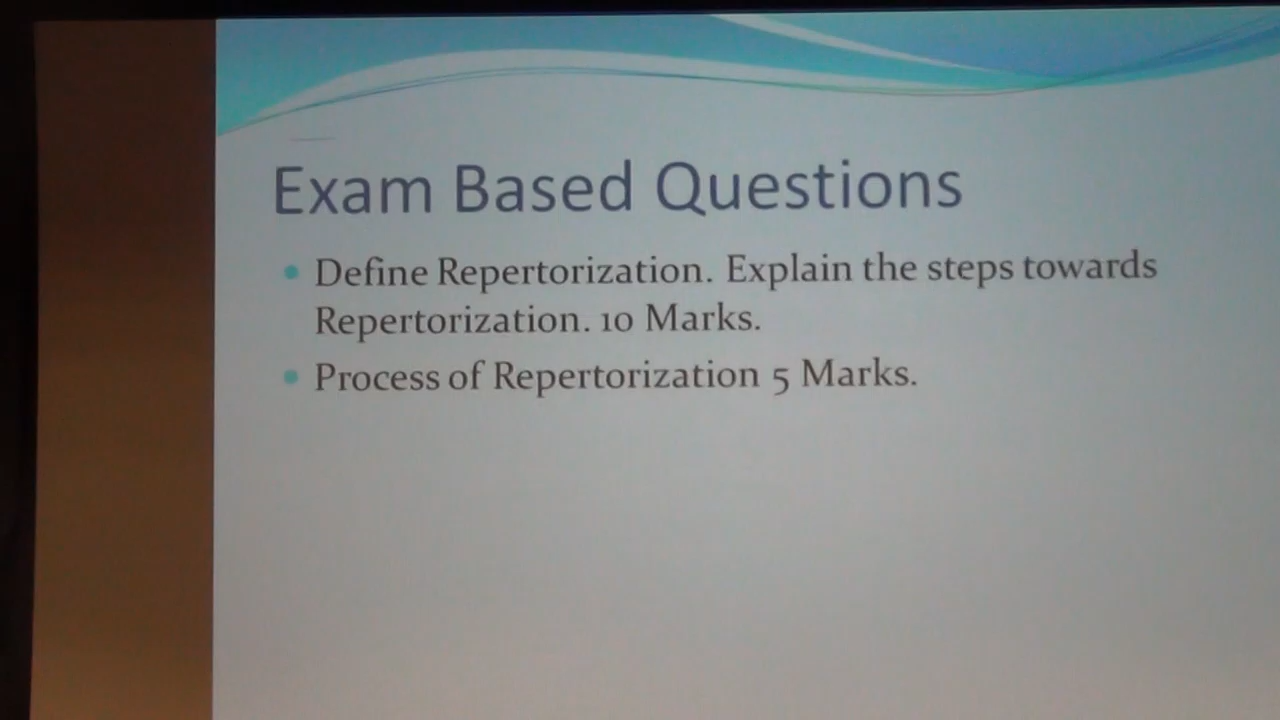 Exam Based Questions
• Define Repertorization. Explain the steps towards
Repertorization. 10 Marks.
• Process of Repertorization 5 Marks.